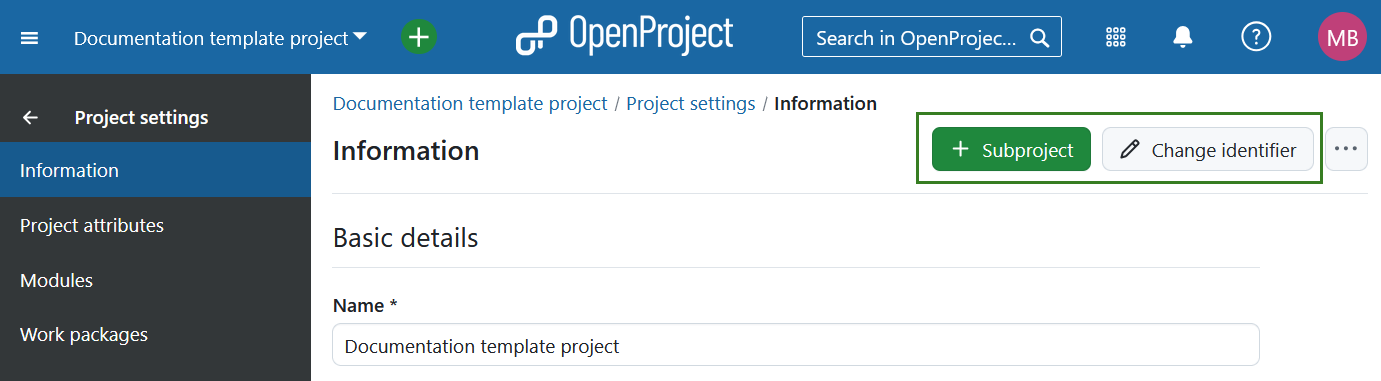 Documentation template project
OpenProject
Search in OpenProjec...
MB
Project settings
Information
Project attributes
Modules
Work packages
Documentation template project / Project settings / Information
Information
Subproject
Change identifier
Basic details
Name *
Documentation template project